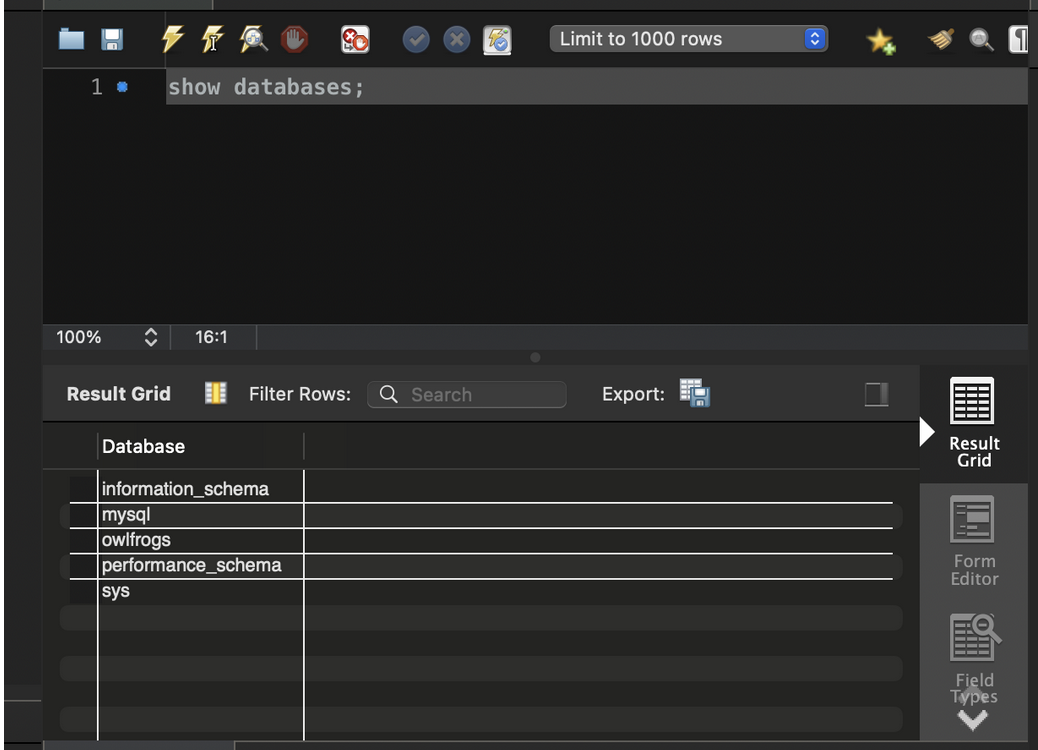 Limit to 1000 rows
1 show databases;
100% 16:1
Result Grid Filter Rows: Search Export:
Database
information_schema
mysql
owlfrogs
performance_schema
sys
Result
Grid
Form
Editor
Field
Types